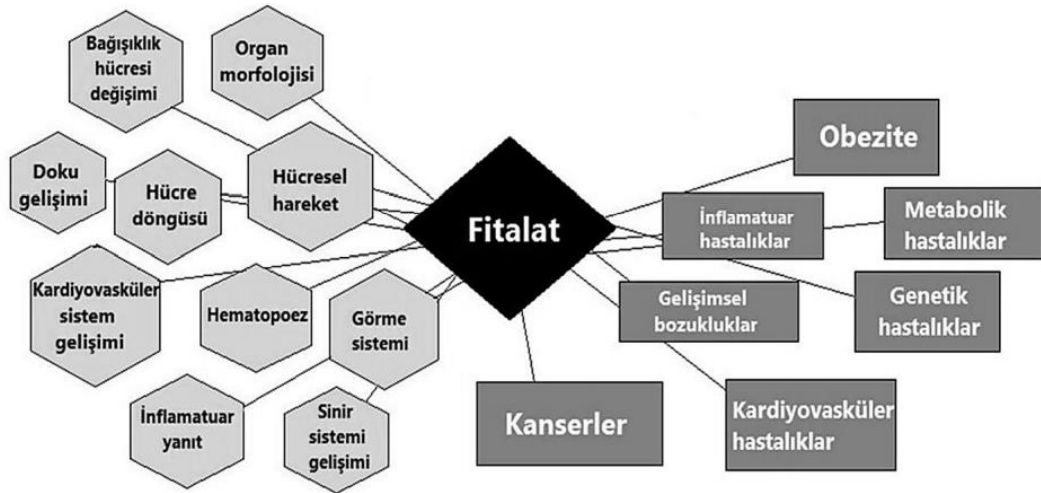 Bağışıklık
hücresi
değişimi
Organ
morfolojisi
Doku
gelişimi
Hücre
döngüsü
Hücresel
hareket
Kardiyovasküler
sistem
gelişimi
Hematopoez
Görme
sistemi
İnflamatuar
yanıt
Sinir
sistemi
gelişimi
Fitalat
Obezite
İnflamatuar
hastalıklar
Metabolik
hastalıklar
Gelişimsel
bozukluklar
Genetik
hastalıklar
Kanserler
Kardiyovasküler
hastalıklar